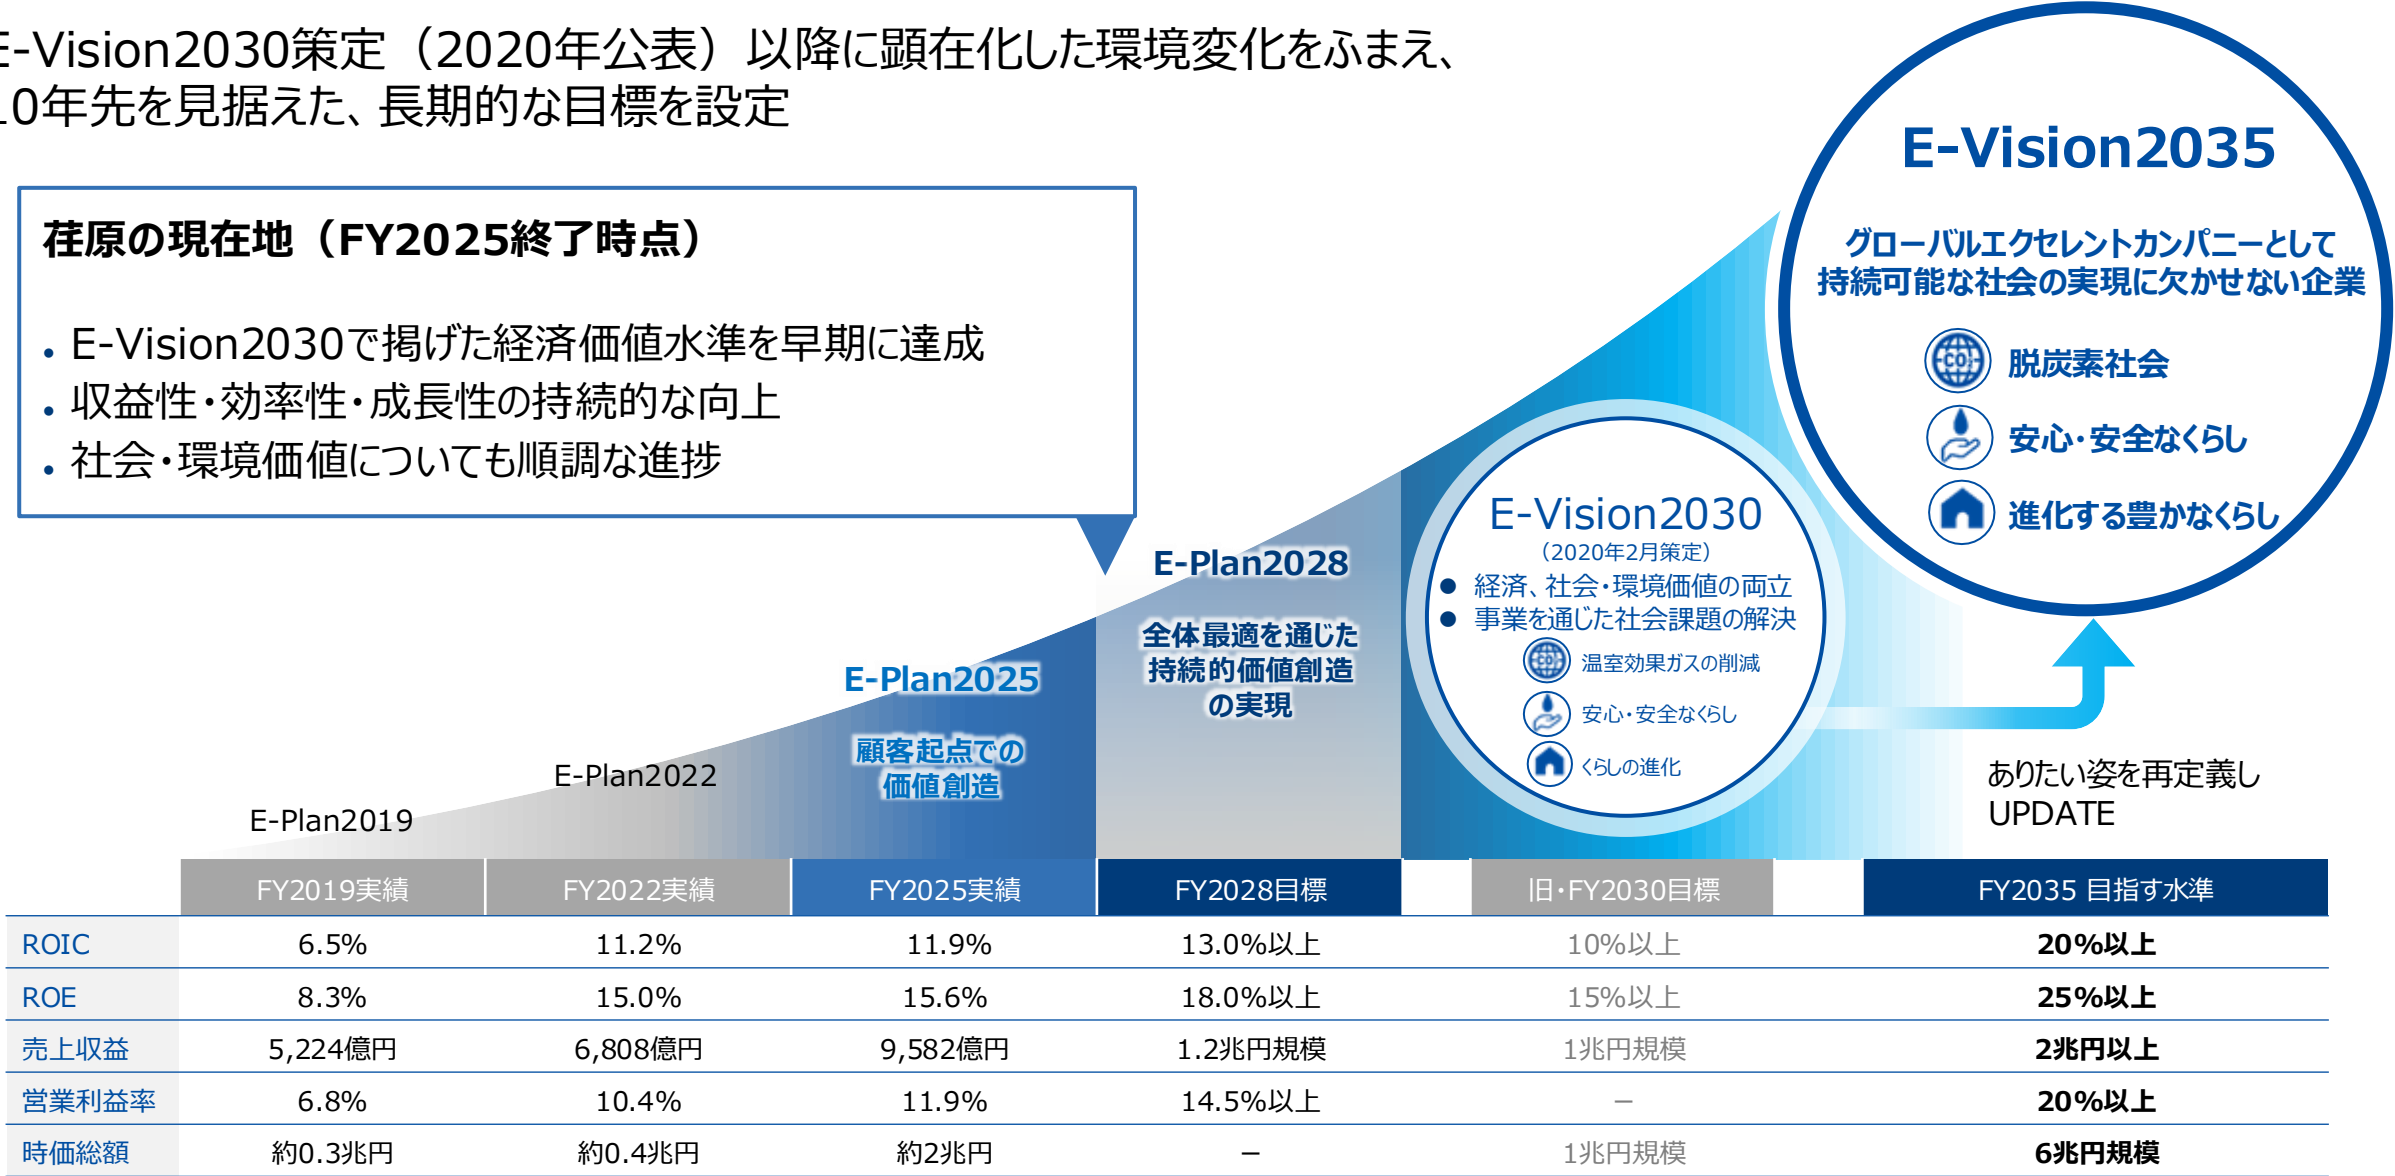 E-Vision2030策定（2020年公表）以降に顕在化した環境変化をふまえ、
10年先を見据えた、長期的な目標を設定
荏原の現在地（FY2025終了時点）
• E-Vision2030で掲げた経済価値水準を早期に達成
• 収益性・効率性・成長性の持続的な向上
• 社会・環境価値についても順調な進捗
E-Plan2019
E-Plan2022
E-Plan2025
顧客起点での
価値創造
E-Plan2028
全体最適を通じた
持続的価値創造
の実現
E-Vision2030
（2020年2月策定）
● 経済、社会・環境価値の両立
● 事業を通じた社会課題の解決
CO₂ 温室効果ガスの削減
安心・安全なくらし
くらしの進化
E-Vision2035
グローバルエクセレントカンパニーとして
持続可能な社会の実現に欠かせない企業
CO₂ 脱炭素社会
安心・安全なくらし
進化する豊かなくらし
ありたい姿を再定義し
UPDATE
FY2019実績 FY2022実績 FY2025実績 FY2028目標 旧・FY2030目標 FY2035 目指す水準
ROIC 6.5% 11.2% 11.9% 13.0%以上 10%以上 20%以上
ROE 8.3% 15.0% 15.6% 18.0%以上 15%以上 25%以上
売上収益 5,224億円 6,808億円 9,582億円 1.2兆円規模 1兆円規模 2兆円以上
営業利益率 6.8% 10.4% 11.9% 14.5%以上 － 20%以上
時価総額 約0.3兆円 約0.4兆円 約2兆円 － 1兆円規模 6兆円規模